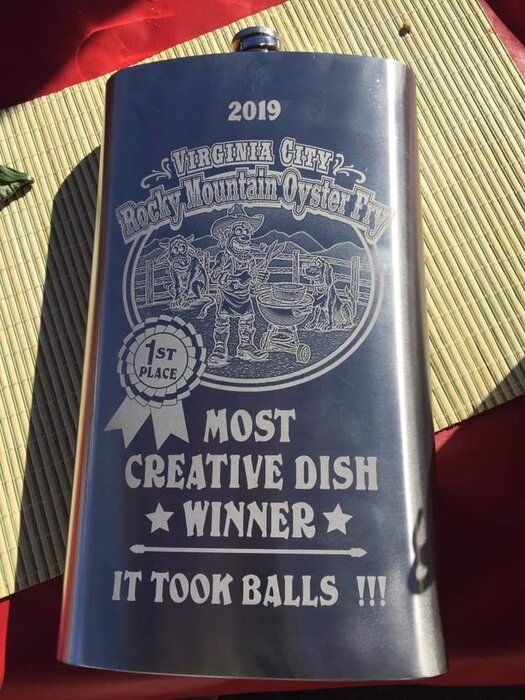 2019
VIRGINIA CITY
Rocky Mountain Oyster Fry
1ST
PLACE
MOST
CREATIVE DISH
WINNER
IT TOOK BALLS !!!